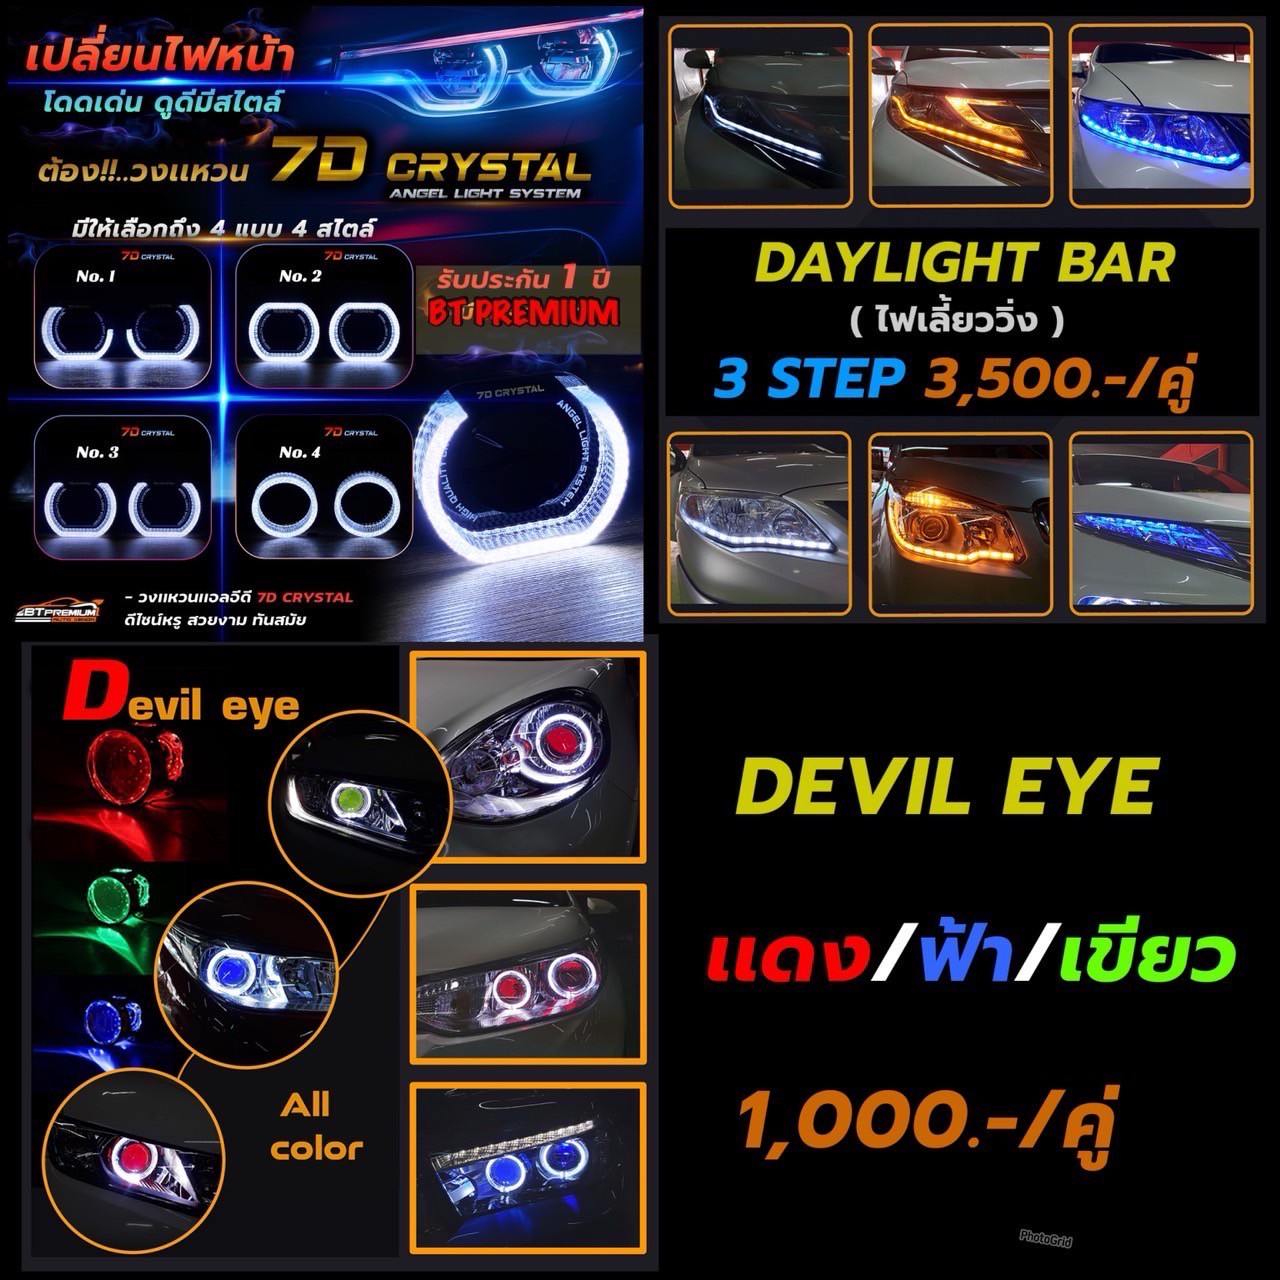 เปลี่ยนไฟหน้า
โดดเด่น ดูดีมีสไตล์
ต้อง!!..วงแหวน 7D CRYSTAL
ANGEL LIGHT SYSTEM
มีให้เลือกถึง 4 แบบ 4 สไตล์
7D CRYSTAL
No. 1
7D CRYSTAL
No. 2
รับประกัน 1 ปี
BT PREMIUM
7D CRYSTAL
No. 3
7D CRYSTAL
No. 4
7D CRYSTAL
ANGEL LIGHT SYSTEM
HIGH QUALITY
BT PREMIUM
AUTO XENON
- วงแหวนแอลอีดี 7D CRYSTAL
ดีไซน์หรู สวยงาม ทันสมัย
DAYLIGHT BAR
( ไฟเลี้ยววิ่ง )
3 STEP 3,500.-/คู่
Devil eye
All
color
DEVIL EYE
แดง/ฟ้า/เขียว
1,000.-/คู่
PhotoGrid